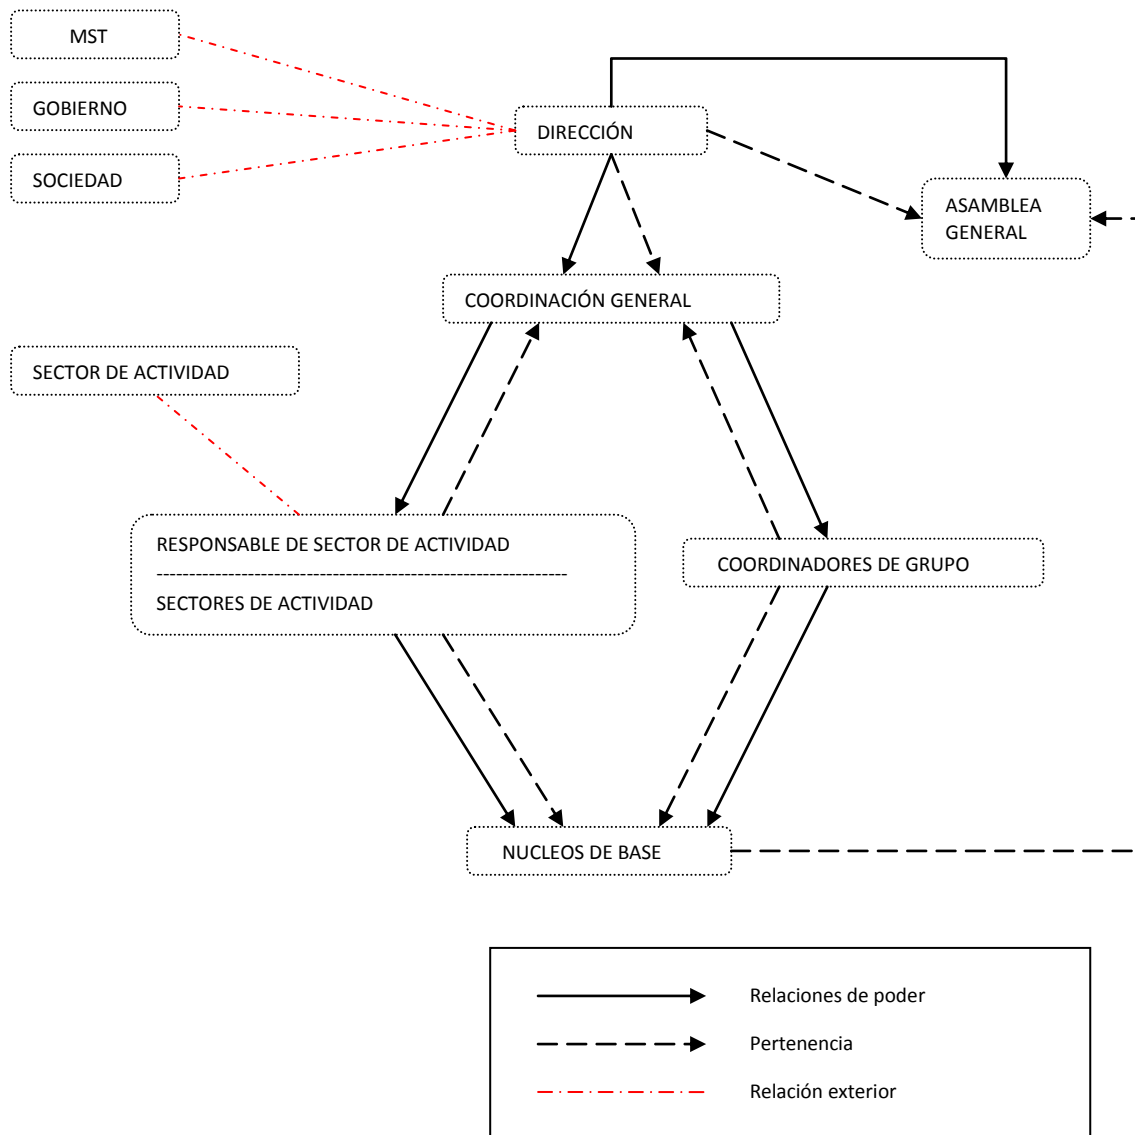 MST
GOBIERNO
DIRECCIÓN
SOCIEDAD
ASAMBLEA
GENERAL
COORDINACIÓN GENERAL
SECTOR DE ACTIVIDAD
RESPONSABLE DE SECTOR DE ACTIVIDAD
---------------------------------------------------------------
SECTORES DE ACTIVIDAD
COORDINADORES DE GRUPO
NUCLEOS DE BASE
Relaciones de poder
Pertenencia
Relación exterior